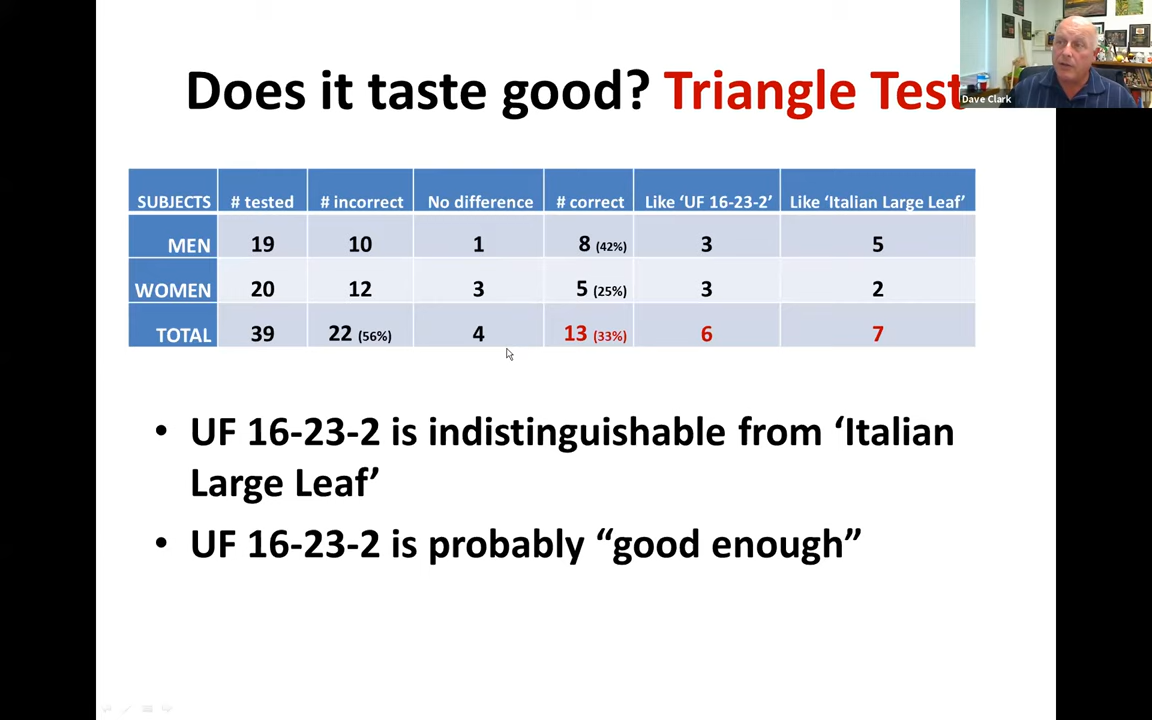 Does it taste good? Triangle Test
Dave Clark
SUBJECTS # tested # incorrect No difference # correct Like ‘UF 16-23-2’ Like ‘Italian Large Leaf’
MEN 19 10 1 8 (42%) 3 5
WOMEN 20 12 3 5 (25%) 3 2
TOTAL 39 22 (56%) 4 13 (33%) 6 7
• UF 16-23-2 is indistinguishable from ‘Italian
Large Leaf’
• UF 16-23-2 is probably “good enough”